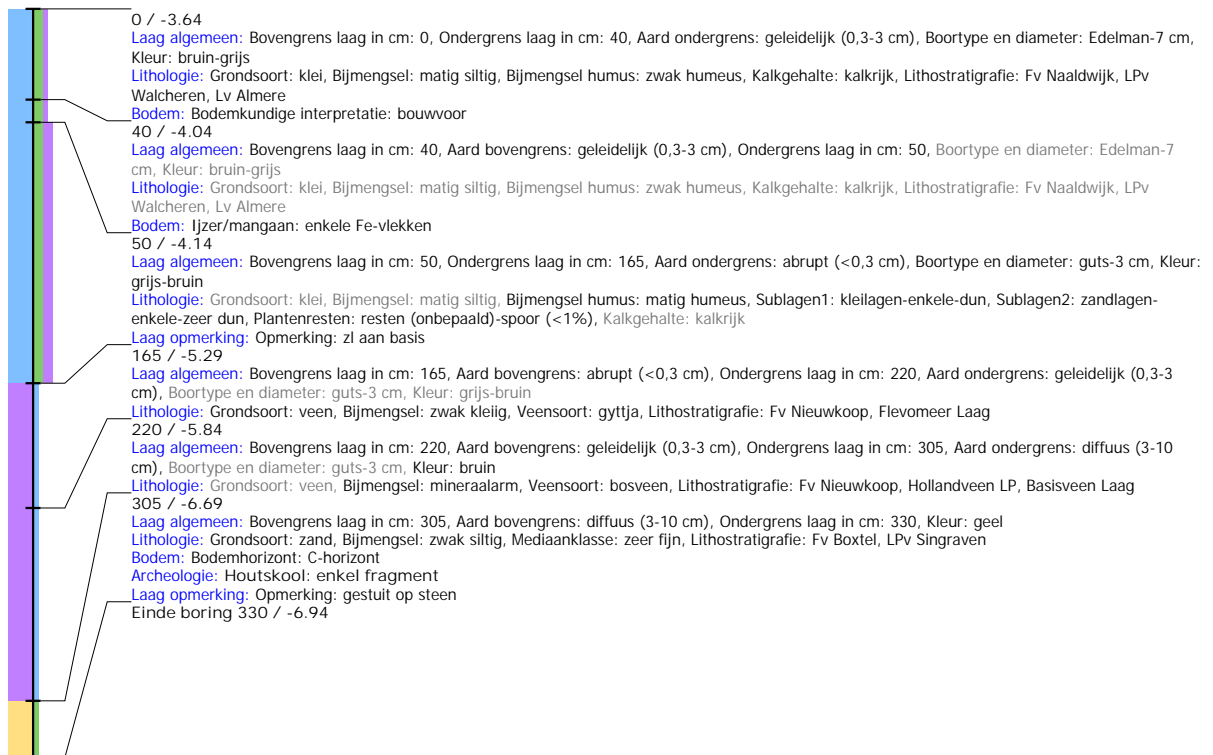 0 / -3.64
Laag algemeen: Bovengrens laag in cm: 0, Ondergrens laag in cm: 40, Aard ondergrens: geleidelijk (0,3-3 cm), Boortype en diameter: Edelman-7 cm,
Kleur: bruin-grijs
Lithologie: Grondsoort: klei, Bijmengsel: matig siltig, Bijmengsel humus: zwak humeus, Kalkgehalte: kalkrijk, Lithostratigrafie: Fv Naaldwijk, LPv
Walcheren, Lv Almere
Bodem: Bodemkundige interpretatie: bouwvoor
40 / -4.04
Laag algemeen: Bovengrens laag in cm: 40, Aard bovengrens: geleidelijk (0,3-3 cm), Ondergrens laag in cm: 50, Boortype en diameter: Edelman-7
cm, Kleur: bruin-grijs
Lithologie: Grondsoort: klei, Bijmengsel: matig siltig, Bijmengsel humus: zwak humeus, Kalkgehalte: kalkrijk, Lithostratigrafie: Fv Naaldwijk, LPv
Walcheren, Lv Almere
Bodem: Ijzer/mangaan: enkele Fe-vlekken
50 / -4.14
Laag algemeen: Bovengrens laag in cm: 50, Ondergrens laag in cm: 165, Aard ondergrens: abrupt (<0,3 cm), Boortype en diameter: guts-3 cm, Kleur:
grijs-bruin
Lithologie: Grondsoort: klei, Bijmengsel: matig siltig, Bijmengsel humus: matig humeus, Sublagen1: kleilagen-enkele-dun, Sublagen2: zandlagen-
enkele-zeer dun, Plantenresten: resten (onbepaald)-spoor (<1%), Kalkgehalte: kalkrijk
Laag opmerking: Opmerking: zl aan basis
165 / -5.29
Laag algemeen: Bovengrens laag in cm: 165, Aard bovengrens: abrupt (<0,3 cm), Ondergrens laag in cm: 220, Aard ondergrens: geleidelijk (0,3-3
cm), Boortype en diameter: guts-3 cm, Kleur: grijs-bruin
Lithologie: Grondsoort: veen, Bijmengsel: zwak kleiig, Veensoort: gyttja, Lithostratigrafie: Fv Nieuwkoop, Flevomeer Laag
220 / -5.84
Laag algemeen: Bovengrens laag in cm: 220, Aard bovengrens: geleidelijk (0,3-3 cm), Ondergrens laag in cm: 305, Aard ondergrens: diffuus (3-10
cm), Boortype en diameter: guts-3 cm, Kleur: bruin
Lithologie: Grondsoort: veen, Bijmengsel: mineraalarm, Veensoort: bosveen, Lithostratigrafie: Fv Nieuwkoop, Hollandveen LP, Basisveen Laag
305 / -6.69
Laag algemeen: Bovengrens laag in cm: 305, Aard bovengrens: diffuus (3-10 cm), Ondergrens laag in cm: 330, Kleur: geel
Lithologie: Grondsoort: zand, Bijmengsel: zwak siltig, Mediaanklasse: zeer fijn, Lithostratigrafie: Fv Boxtel, LPv Singraven
Bodem: Bodemhorizont: C-horizont
Archeologie: Houtskool: enkel fragment
Laag opmerking: Opmerking: gestuit op steen
Einde boring 330 / -6.94